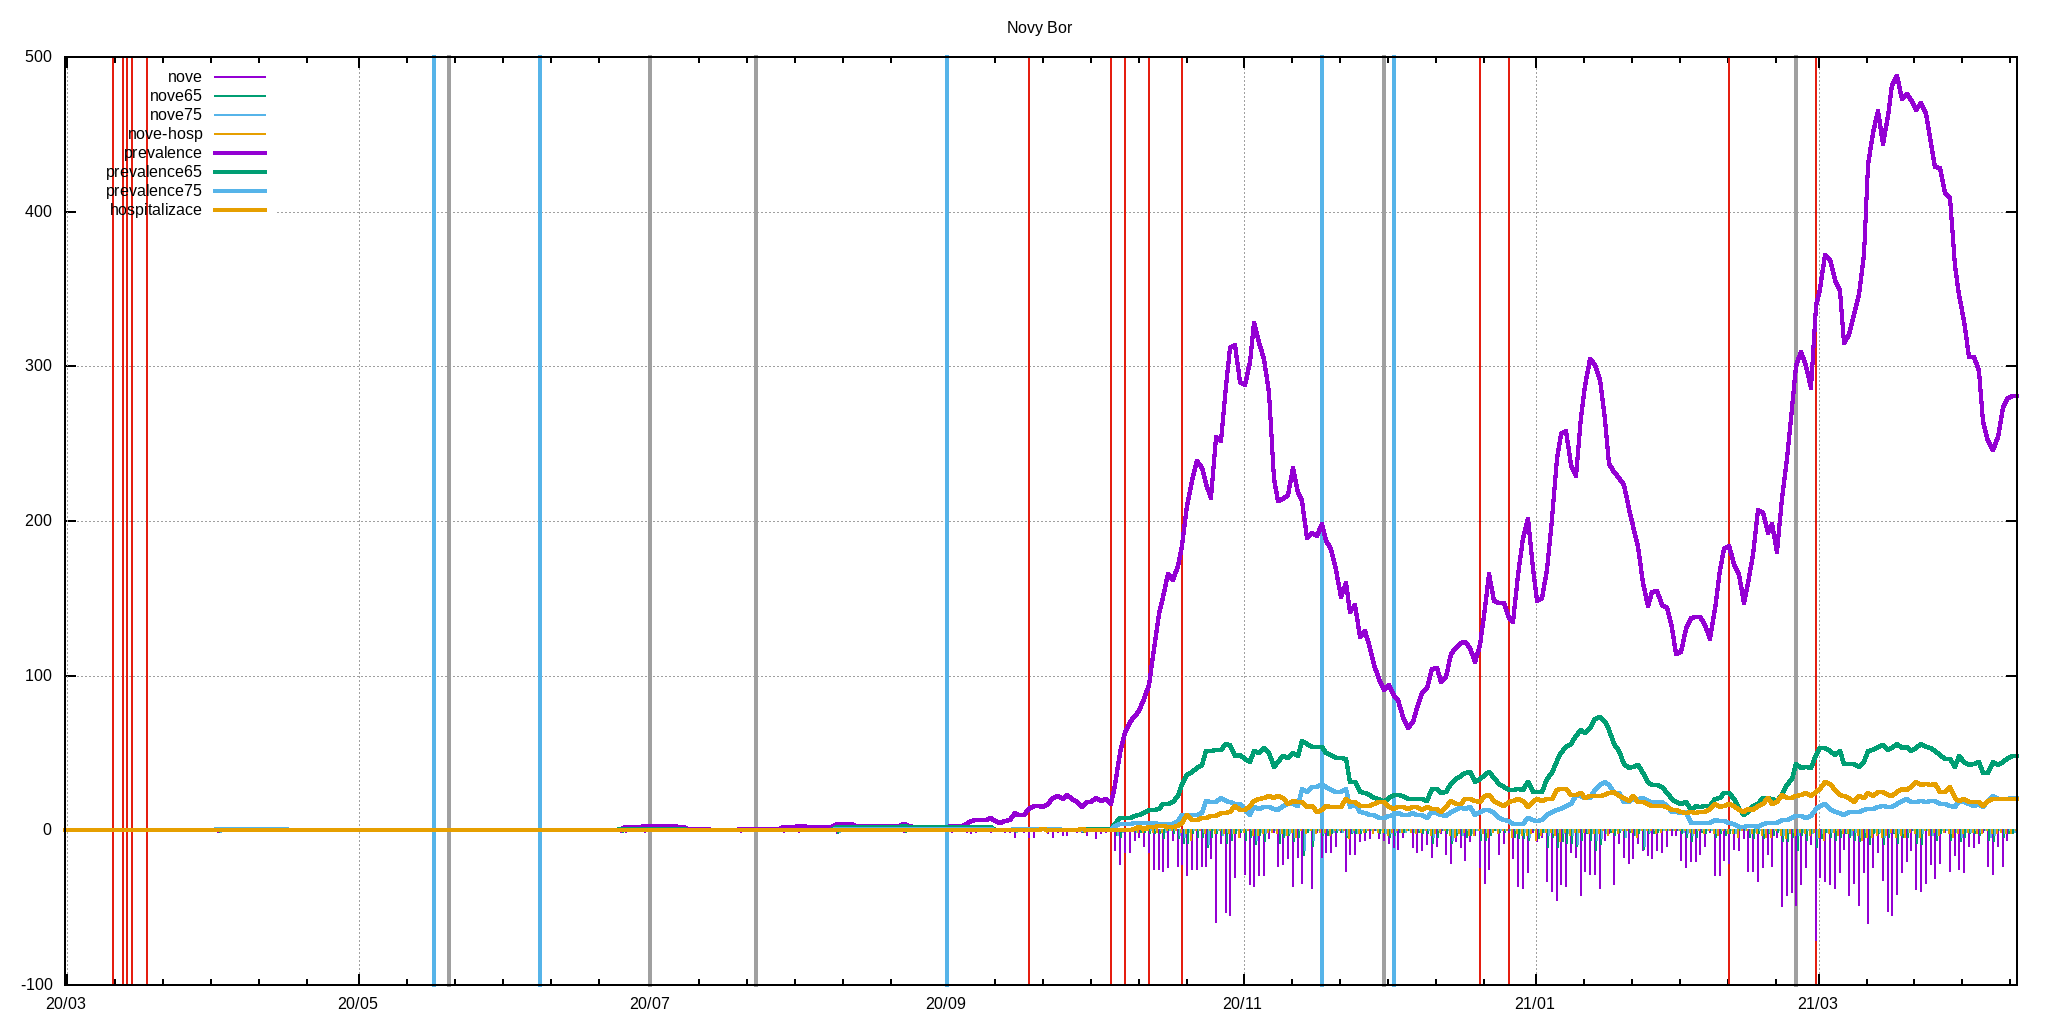 Novy Bor
500
nove
nove65
nove75
nove-hosp
prevalence
prevalence65
prevalence75
hospitalizace
400
300
200
100
0
-100
20/03 20/05 20/07 20/09 20/11 21/01 21/03